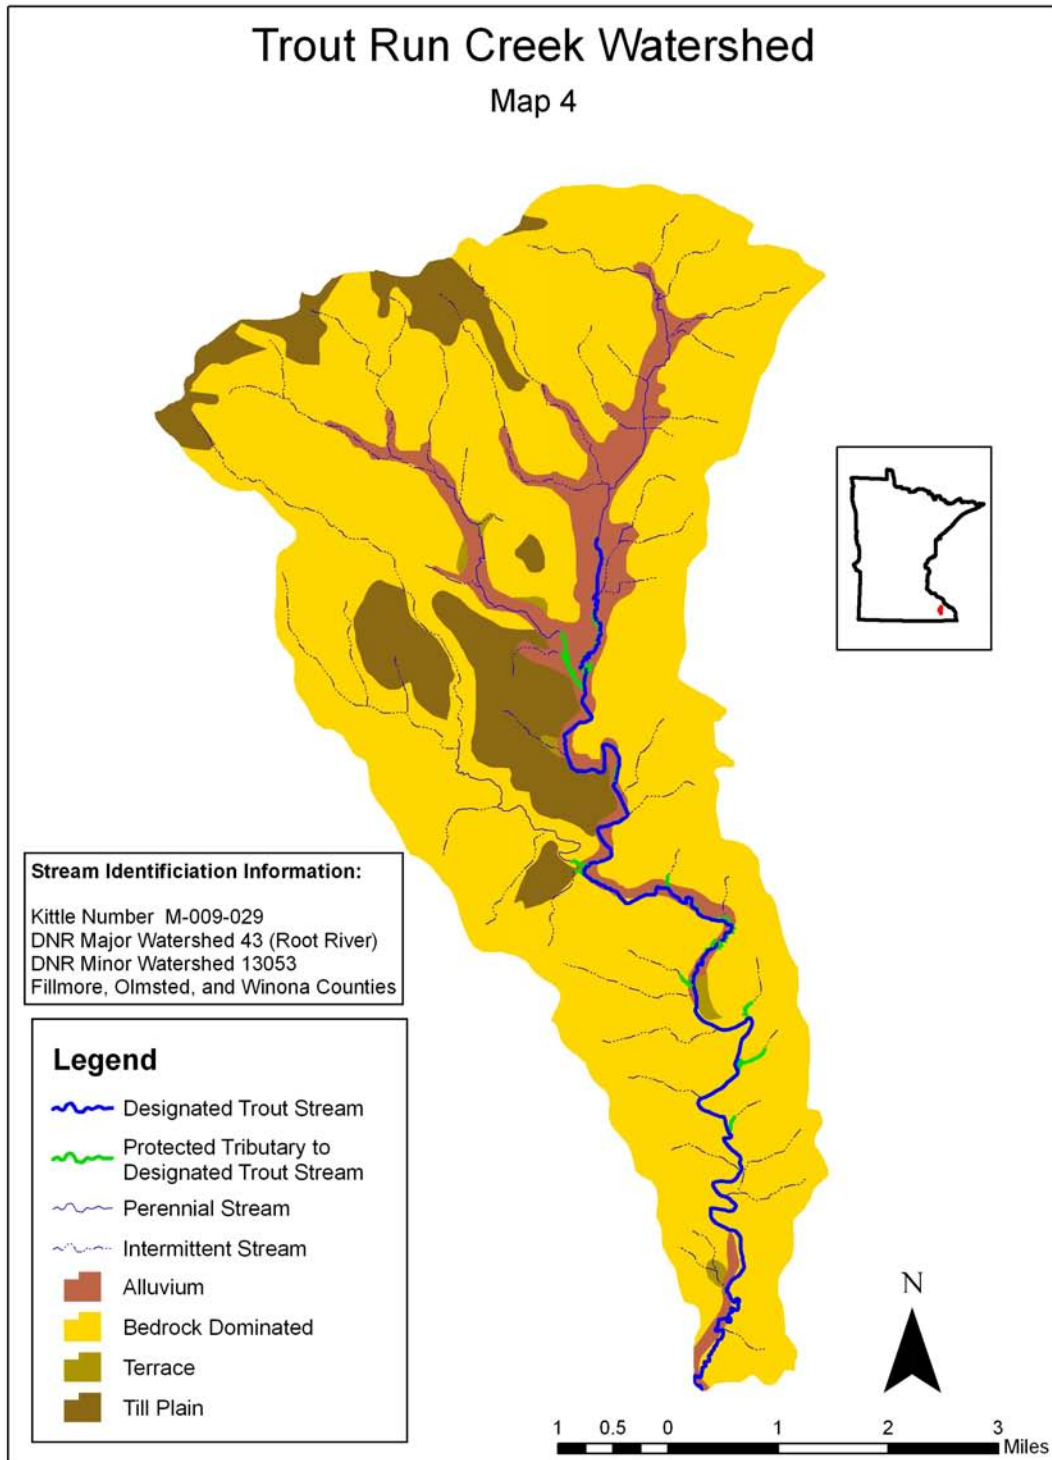 Trout Run Creek Watershed
Map 4
Stream Identificiation Information:
Kittle Number M-009-029
DNR Major Watershed 43 (Root River)
DNR Minor Watershed 13053
Fillmore, Olmsted, and Winona Counties
Legend
Designated Trout Stream
Protected Tributary to
Designated Trout Stream
Perennial Stream
Intermittent Stream
Alluvium
Bedrock Dominated
Terrace
Till Plain
N
1 0.5 0 1 2 3
Miles